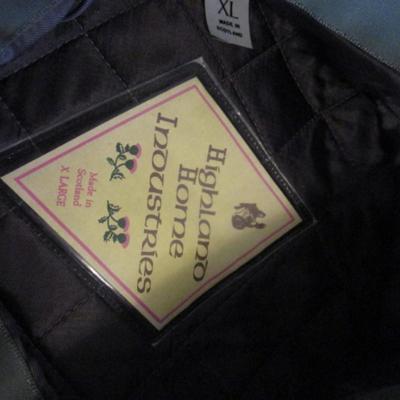 XL
MADE IN
SCOTLAND
Highland
Home
Industries
Made in
Scotland
X LARGE